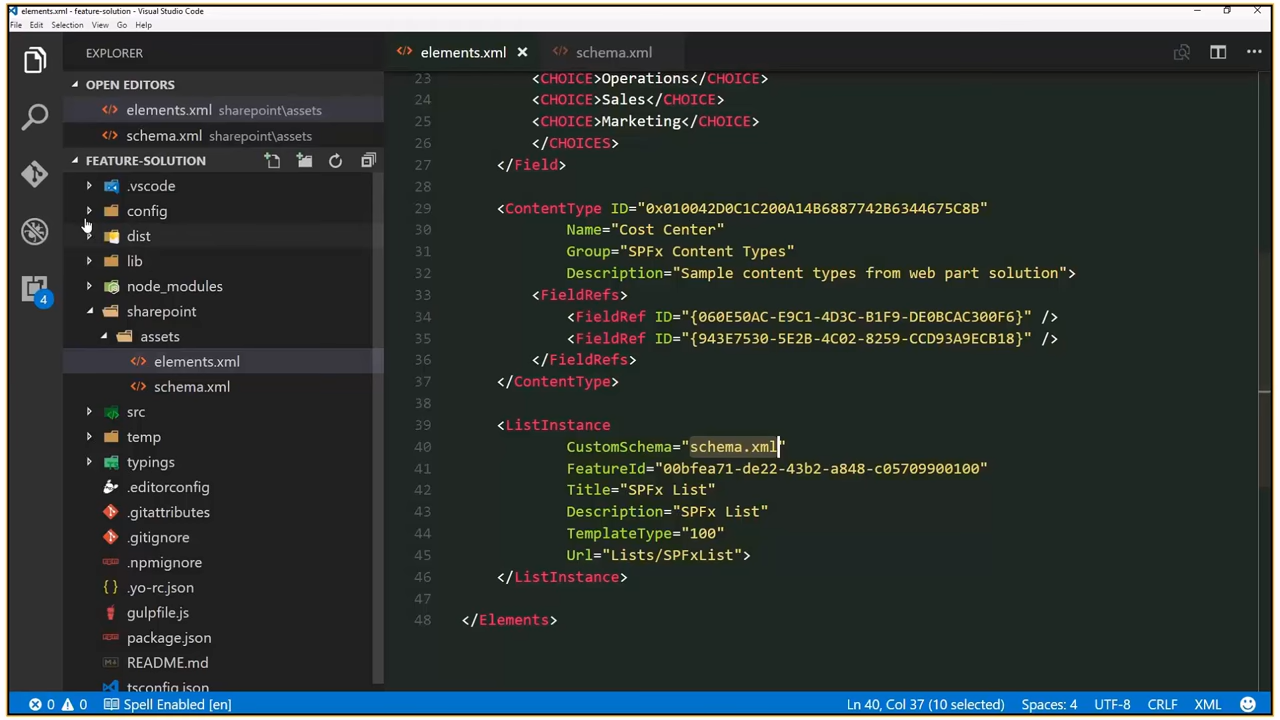 elements.xml - feature-solution - Visual Studio Code
File Edit Selection View Go Help
EXPLORER
OPEN EDITORS
elements.xml sharepoint\assets
schema.xml sharepoint\assets
FEATURE-SOLUTION
.vscode
config
dist
lib
node_modules
sharepoint
assets
elements.xml
schema.xml
src
temp
typings
.editorconfig
.gitattributes
.gitignore
.npmignore
.yo-rc.json
gulpfile.js
package.json
README.md
tsconfig.json
4
elements.xml
schema.xml
23 <CHOICE>Operations</CHOICE>
24 <CHOICE>Sales</CHOICE>
25 <CHOICE>Marketing</CHOICE>
26 </CHOICES>
27 </Field>
28
29 <ContentType ID="0x010042D0C1C200A14B6887742B6344675C8B"
30 Name="Cost Center"
31 Group="SPFx Content Types"
32 Description="Sample content types from web part solution">
33 <FieldRefs>
34 <FieldRef ID="{060E50AC-E9C1-4D3C-B1F9-DE0BCAC300F6}" />
35 <FieldRef ID="{943E7530-5E2B-4C02-8259-CCD93A9ECB18}" />
36 </FieldRefs>
37 </ContentType>
38
39 <ListInstance
40 CustomSchema="schema.xml"
41 FeatureId="00bfea71-de22-43b2-a848-c05709900100"
42 Title="SPFx List"
43 Description="SPFx List"
44 TemplateType="100"
45 Url="Lists/SPFxList">
46 </ListInstance>
47
48 </Elements>
0 0 Spell Enabled [en] Ln 40, Col 37 (10 selected) Spaces: 4 UTF-8 CRLF XML